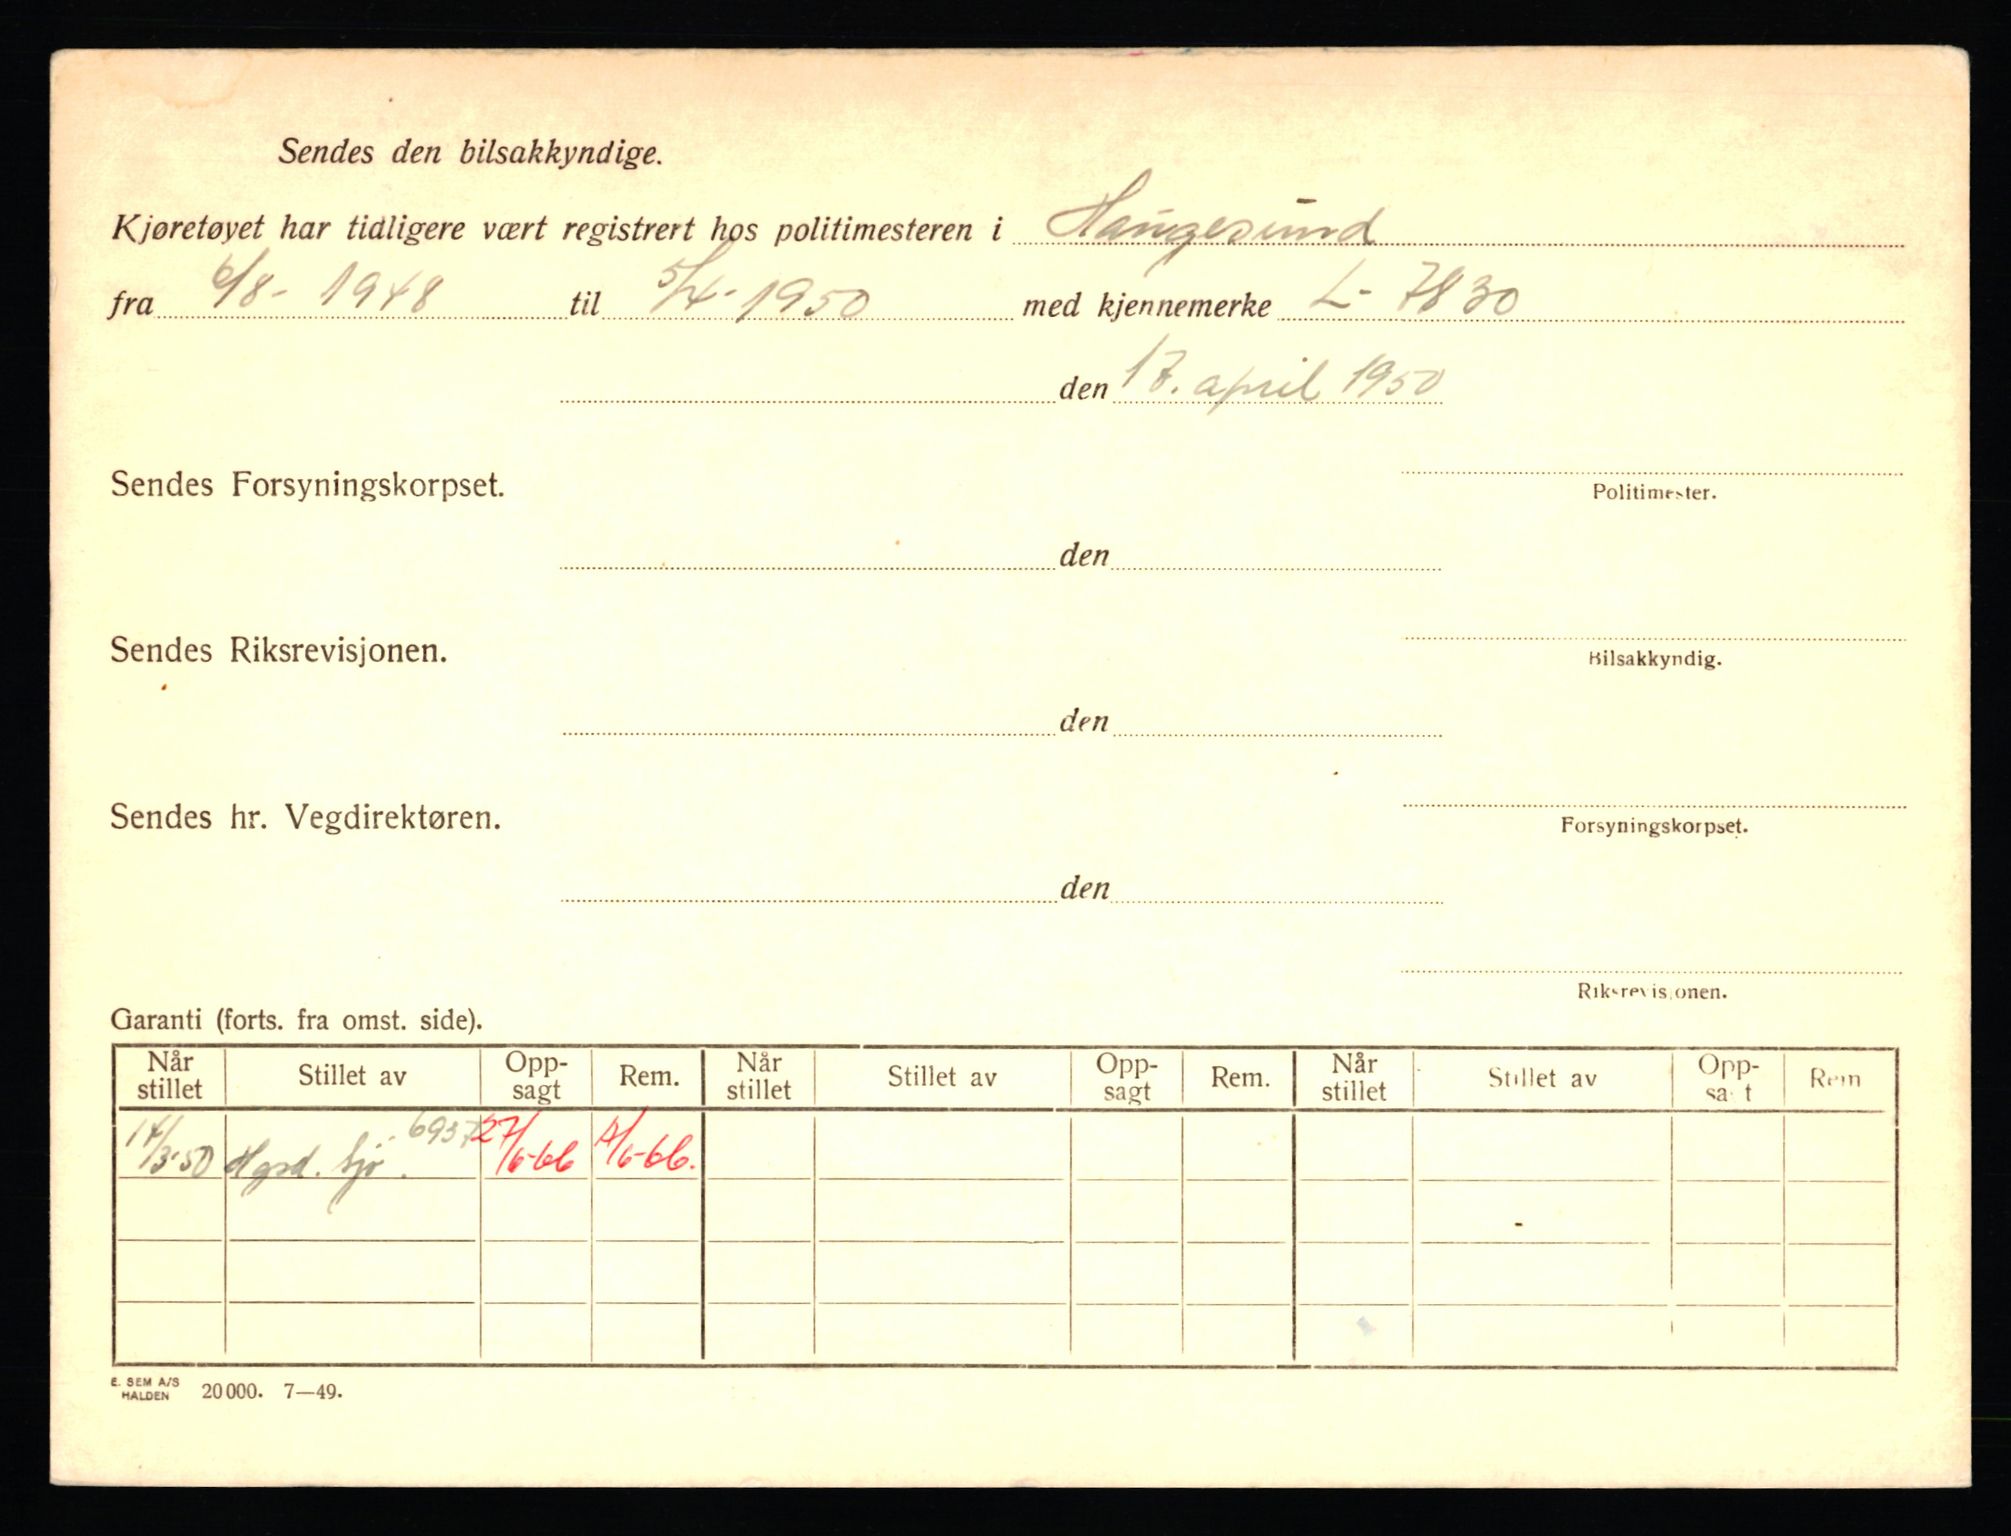 Sendes den bilsakkyndige.
Kjøretøyet har tidligere vært registrert hos politimesteren i Haugesund
fra 6/8- 1948 til 5/4- 1950 med kjennemerke L- 7830
den 17. april 1950
Sendes Forsyningskorpset.
Politimester.
den
Sendes Riksrevisjonen.
Bilsakkyndig.
den
Sendes hr. Vegdirektøren.
Forsyningskorpset.
den
Riksrevisjonen.
Garanti (forts. fra omst. side).
Når stillet Stillet av Opp-sagt Rem. Når stillet Stillet av Opp-sagt Rem. Når stillet Stillet av Opp-sagt Rem
14/3-50 Hgsd. Sjø. 6937 27/6-66 /6-66.
E. SEM A/S
HALDEN 20000. 7—49.